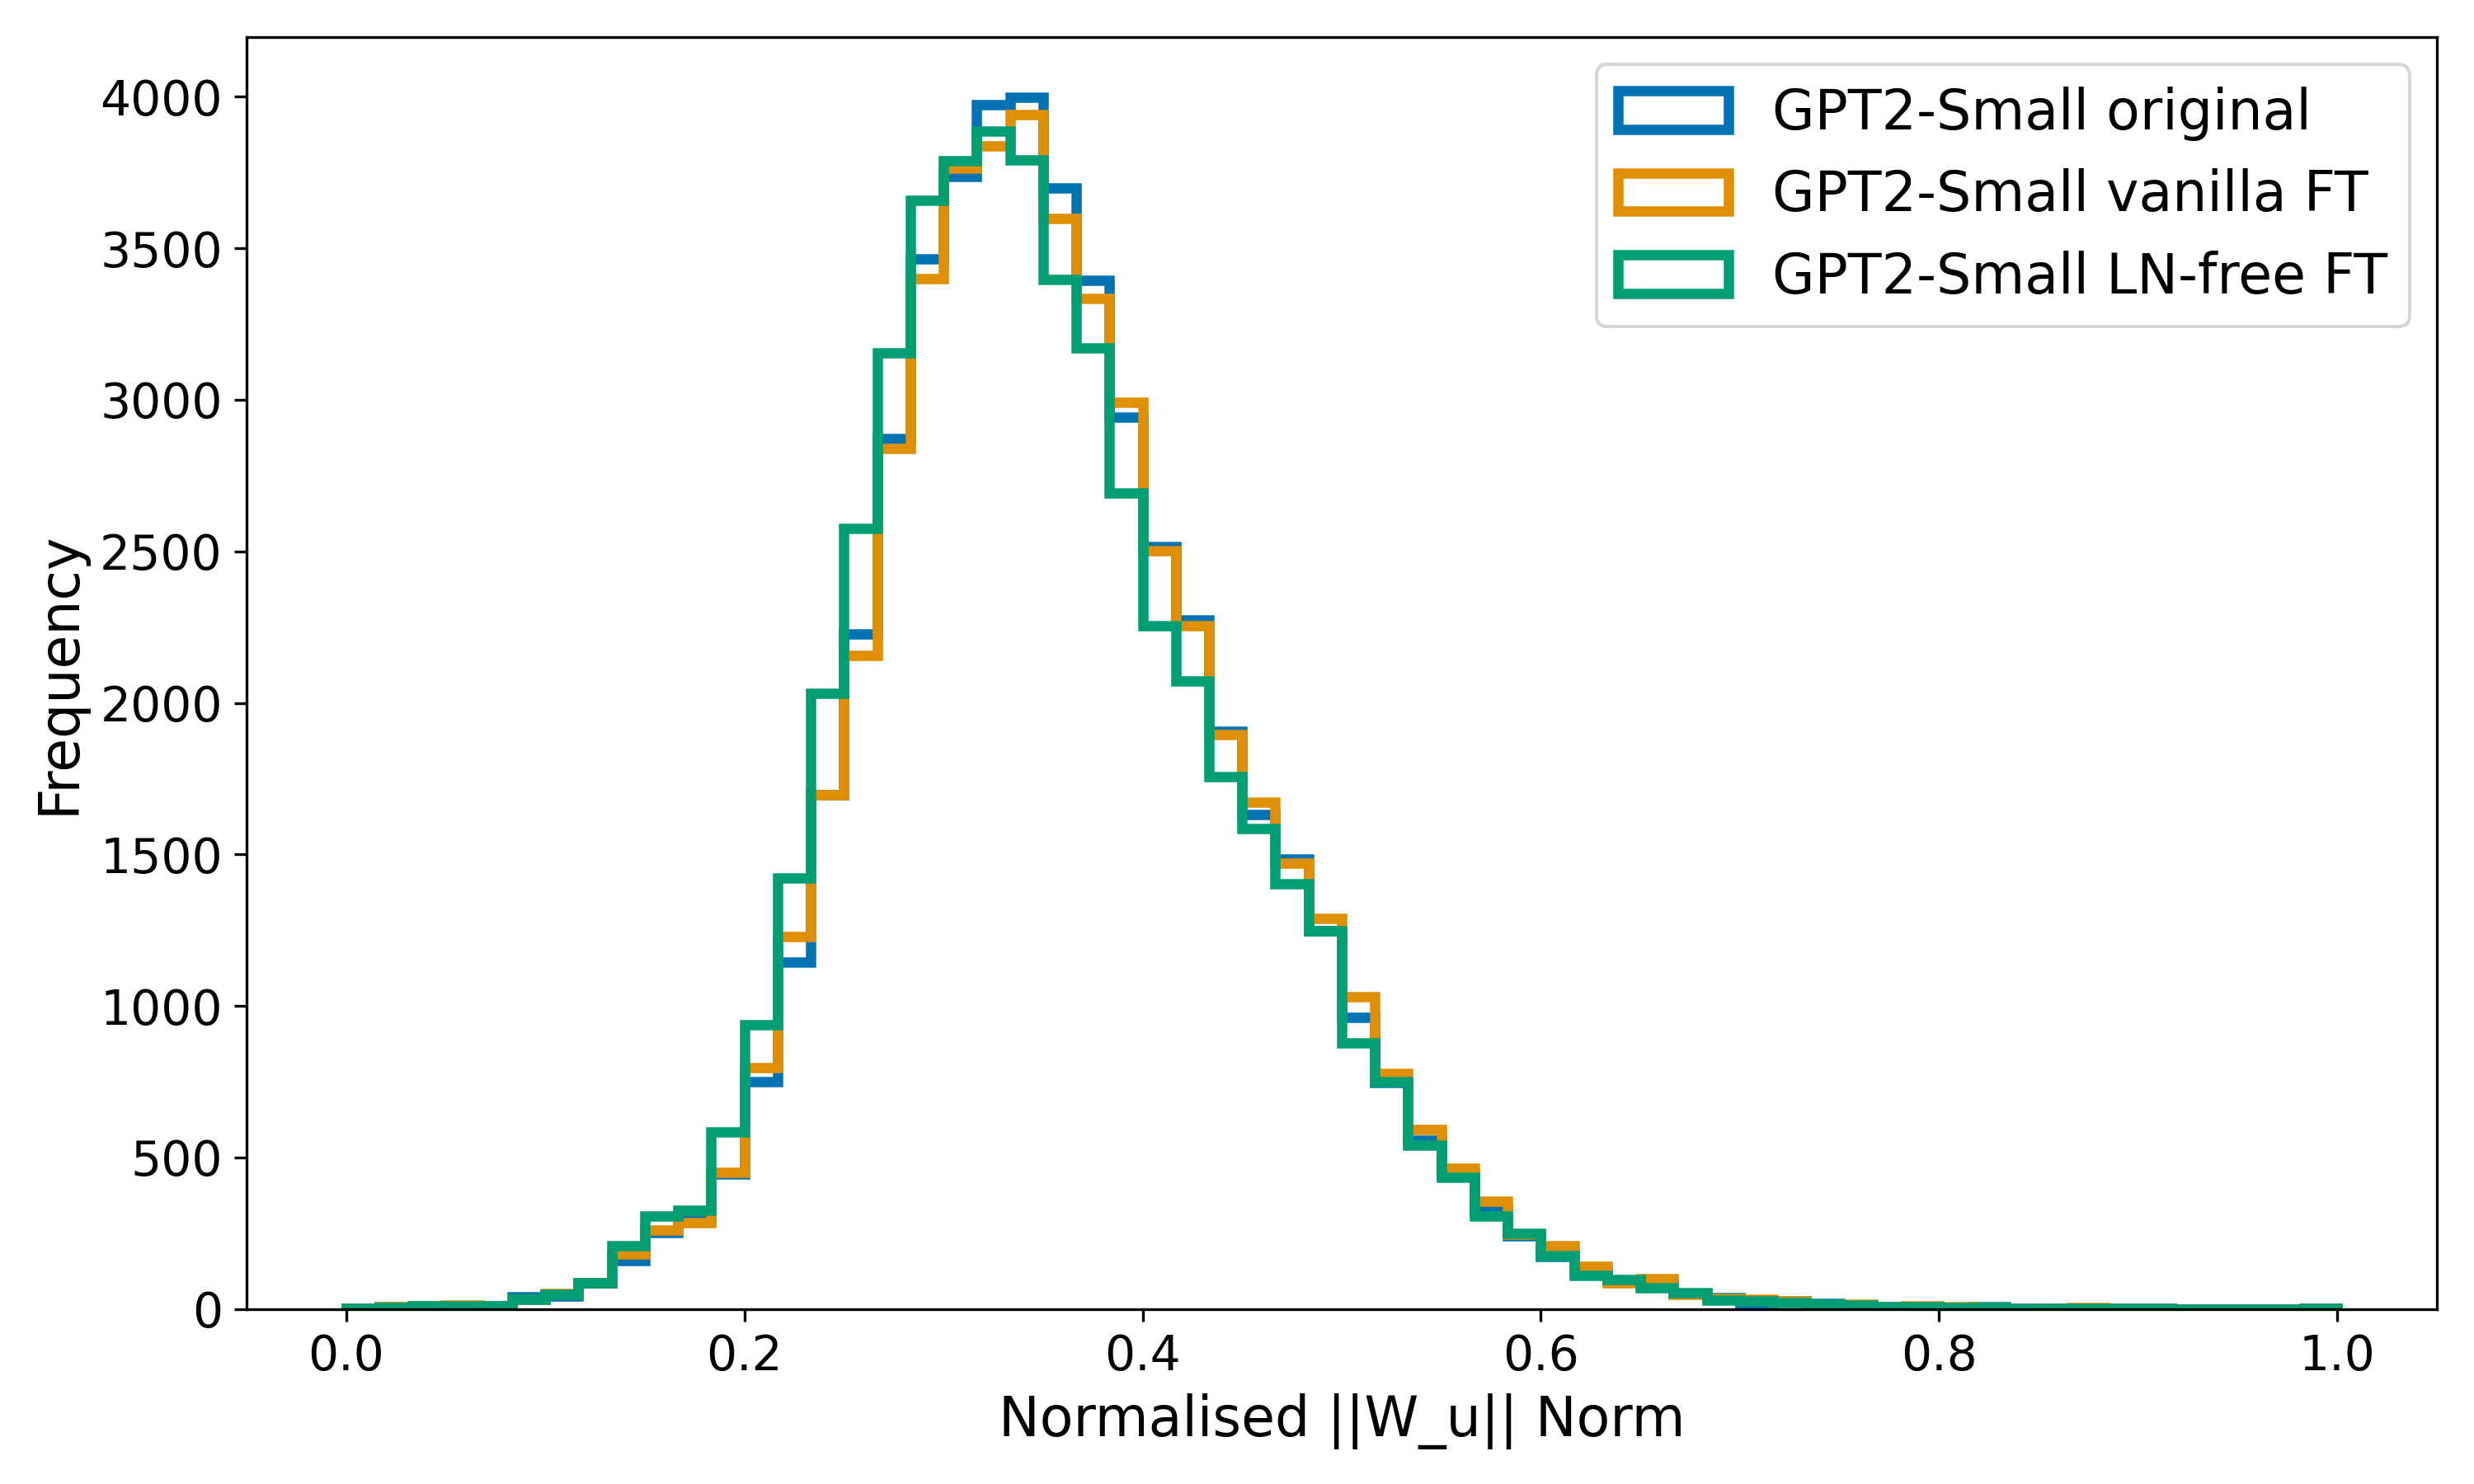 GPT2-Small original
GPT2-Small vanilla FT
GPT2-Small LN-free FT
Frequency
4000
3500
3000
2500
2000
1500
1000
500
0
0.0 0.2 0.4 0.6 0.8 1.0
Normalised ||W_u|| Norm